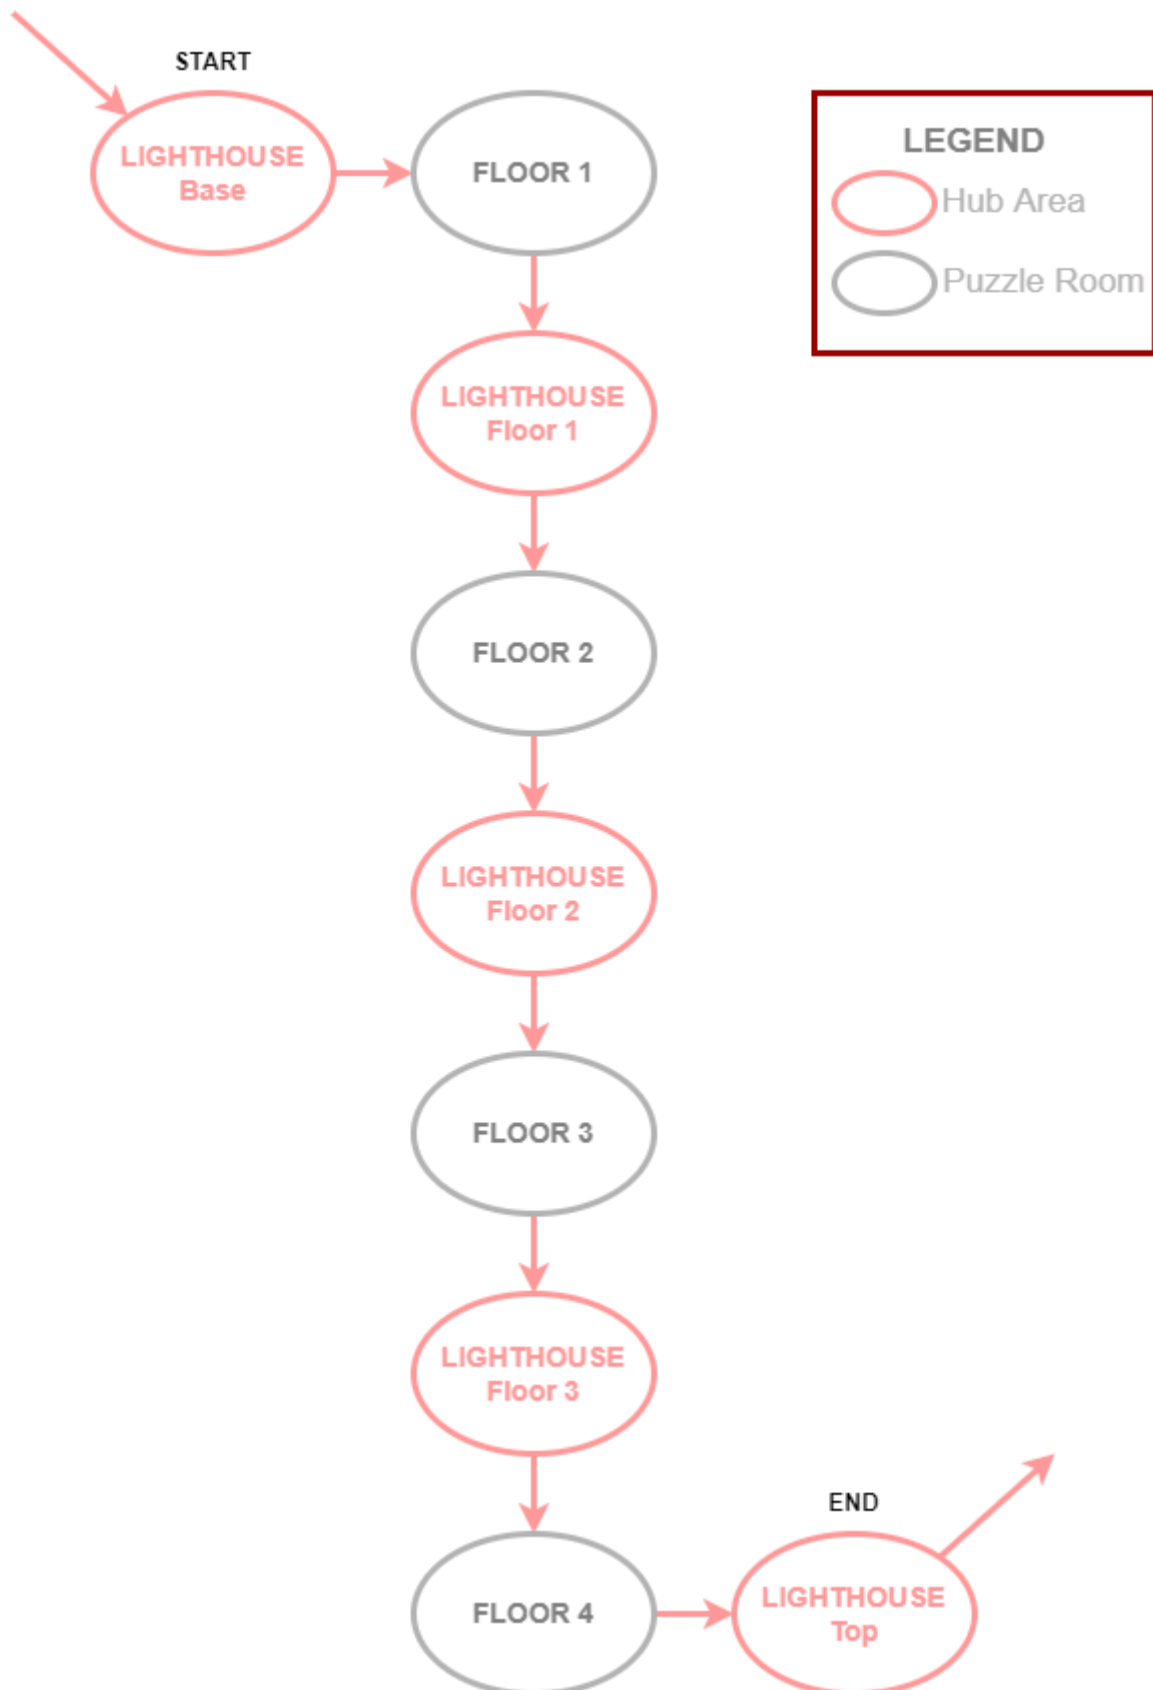 START
LIGHTHOUSE
Base
FLOOR 1
LEGEND
Hub Area
Puzzle Room
LIGHTHOUSE
Floor 1
FLOOR 2
LIGHTHOUSE
Floor 2
FLOOR 3
LIGHTHOUSE
Floor 3
FLOOR 4
END
LIGHTHOUSE
Top